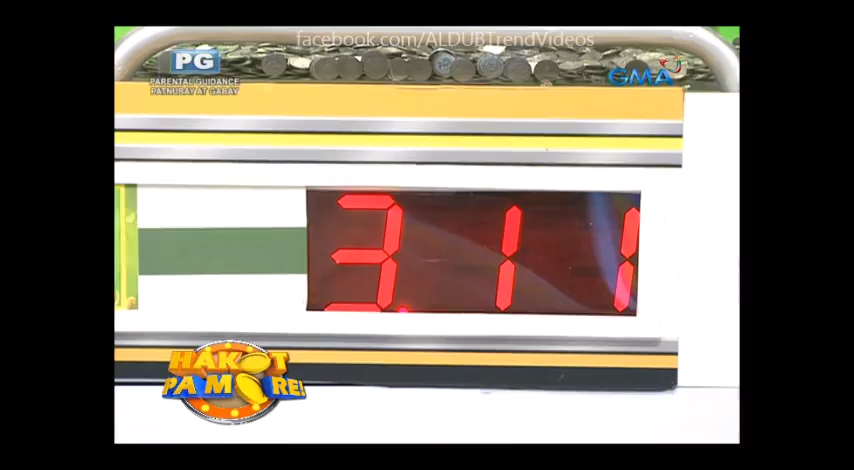 facebook.com/ALDUBTrendVideos
PG
PARENTAL GUIDANCE
PATNUBAY AT GABAY
GMA
3.11
HAKOT
PA MORE!